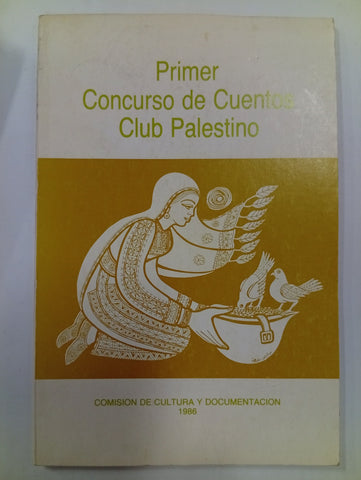 Primer
Concurso de Cuentos
Club Palestino
COMISION DE CULTURA Y DOCUMENTACION
1986